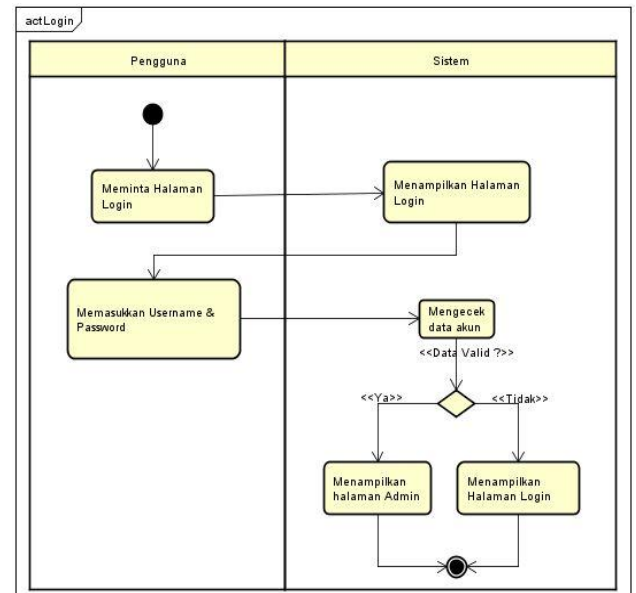 actLogin
Pengguna
Sistem
Meminta Halaman
Login
Menampilkan Halaman
Login
Memasukkan Username &
Password
Mengecek
data akun
<<Data Valid ?>>
<<Ya>>
<<Tidak>>
Menampilkan
halaman Admin
Menampilkan
Halaman Login